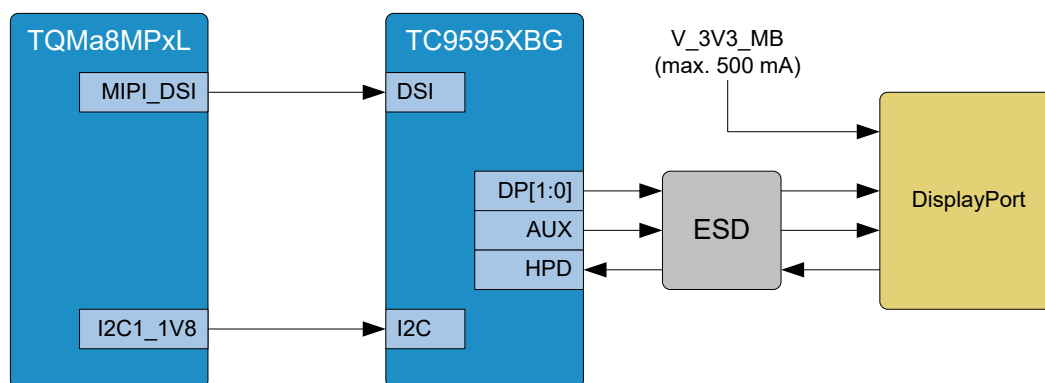 TQMa8MPxL
MIPI_DSI
I2C1_1V8
TC9595XBG
DSI
DP[1:0]
AUX
HPD
I2C
V_3V3_MB
(max. 500 mA)
ESD
DisplayPort